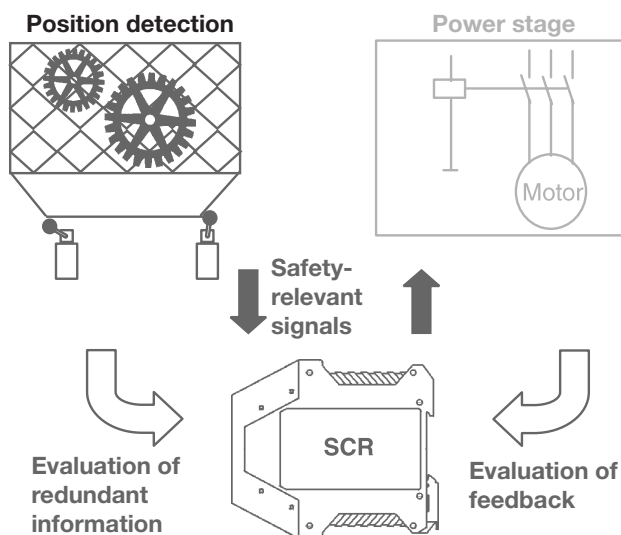 Position detection
Power stage
Motor
Safety-
relevant
signals
SCR
Evaluation of
redundant
information
Evaluation of
feedback